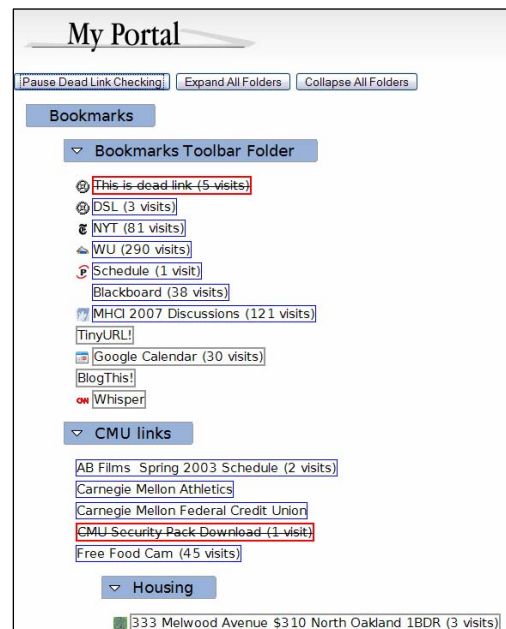 My Portal
Pause Dead Link Checking Expand All Folders Collapse All Folders
Bookmarks
Bookmarks Toolbar Folder
This is dead link (5 visits)
DSL (3 visits)
NYT (81 visits)
WU (290 visits)
Schedule (1 visit)
Blackboard (38 visits)
MHCI 2007 Discussions (121 visits)
TinyURL!
Google Calendar (30 visits)
BlogThis!
CNN Whisper
CMU links
AB Films Spring 2003 Schedule (2 visits)
Carnegie Mellon Athletics
Carnegie Mellon Federal Credit Union
CMU Security Pack Download (1 visit)
Free Food Cam (45 visits)
Housing
333 Melwood Avenue $310 North Oakland 1BDR (3 visits)